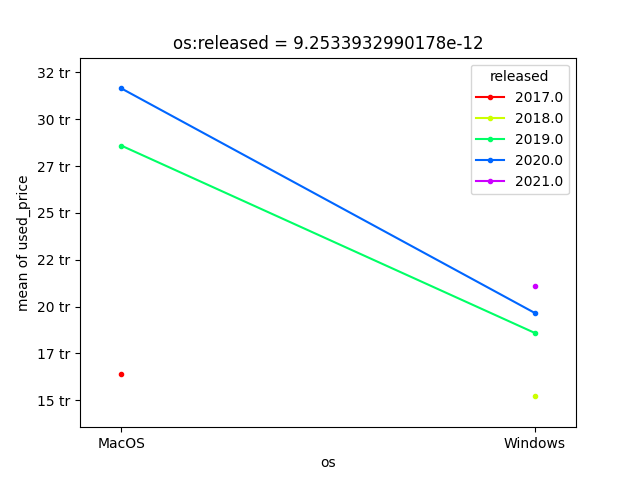 os:released = 9.2533932990178e-12
released
2017.0
2018.0
2019.0
2020.0
2021.0
mean of used_price
32 tr
30 tr
27 tr
25 tr
22 tr
20 tr
17 tr
15 tr
MacOS
Windows
os